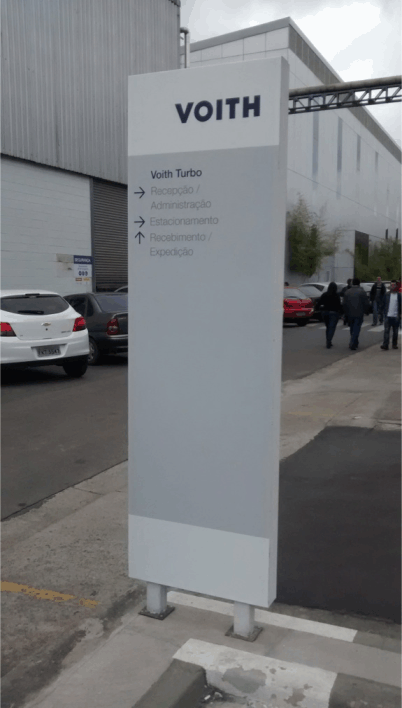 VOITH
Voith Turbo
→ Recepção /
Administração
→ Estacionamento
↑ Recebimento /
Expedição